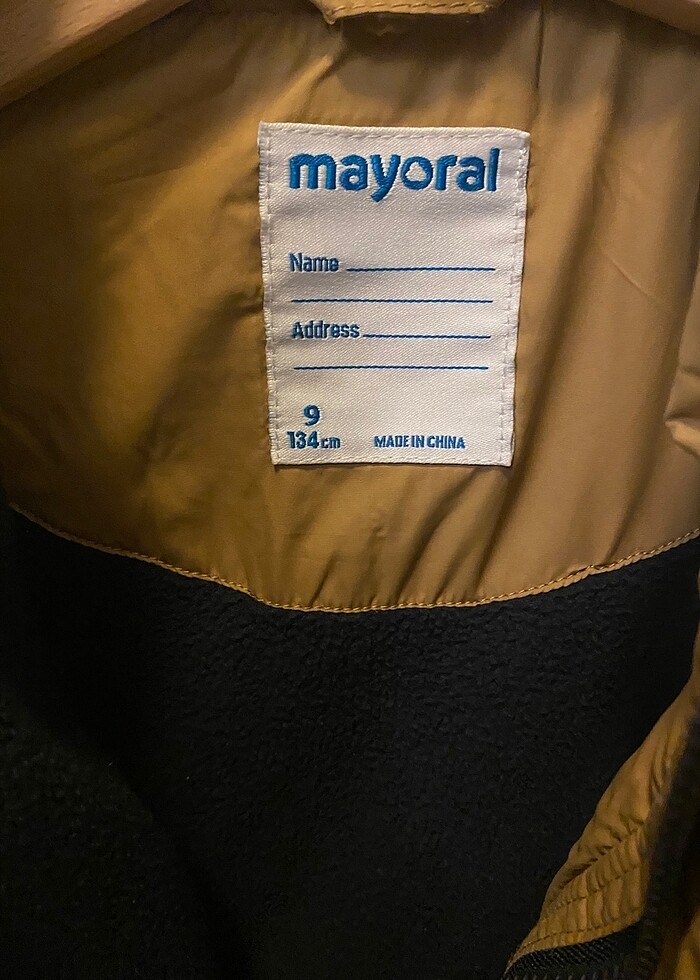 mayoral
Name
Address
9
134cm MADE IN CHINA